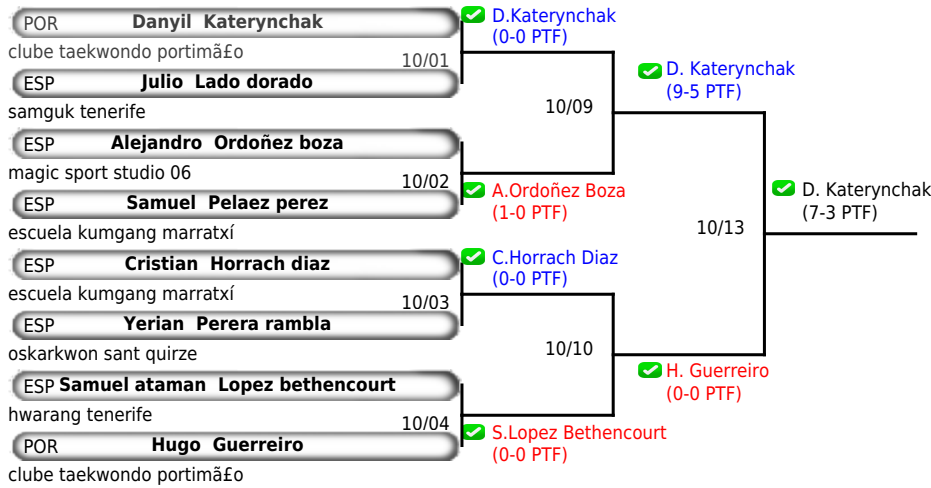 POR Danyil Katerynchak
clube taekwondo portimã£o
10/01
ESP Julio Lado dorado
samguk tenerife
ESP Alejandro Ordoñez boza
magic sport studio 06
10/02
ESP Samuel Pelaez perez
escuela kumgang marratxí
ESP Cristian Horrach diaz
escuela kumgang marratxí
10/03
ESP Yerian Perera rambla
oskarkwon sant quirze
ESP Samuel ataman Lopez bethencourt
hwarang tenerife
10/04
POR Hugo Guerreiro
clube taekwondo portimã£o
D.Katerynchak
(0-0 PTF)
10/09
A.Ordoñez Boza
(1-0 PTF)
C.Horrach Diaz
(0-0 PTF)
10/10
S.Lopez Bethencourt
(0-0 PTF)
D. Katerynchak
(9-5 PTF)
10/13
H. Guerreiro
(0-0 PTF)
D. Katerynchak
(7-3 PTF)